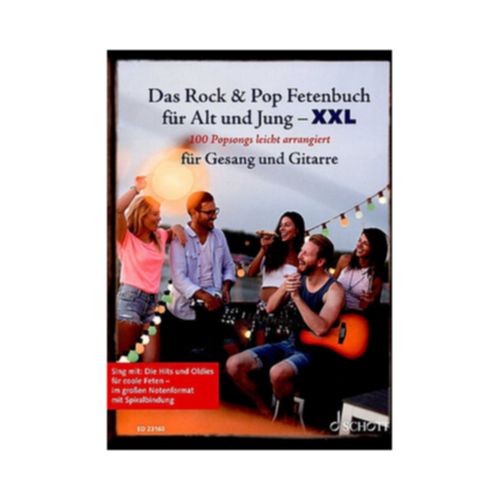 Das Rock & Pop Fetenbuch
für Alt und Jung – XXL
100 Popsongs leicht arrangiert
für Gesang und Gitarre
Sing mit: Die Hits und Oldies
für coole Feten –
im großen Notenformat
mit Spiralbindung
ED 23160
SCHOTT